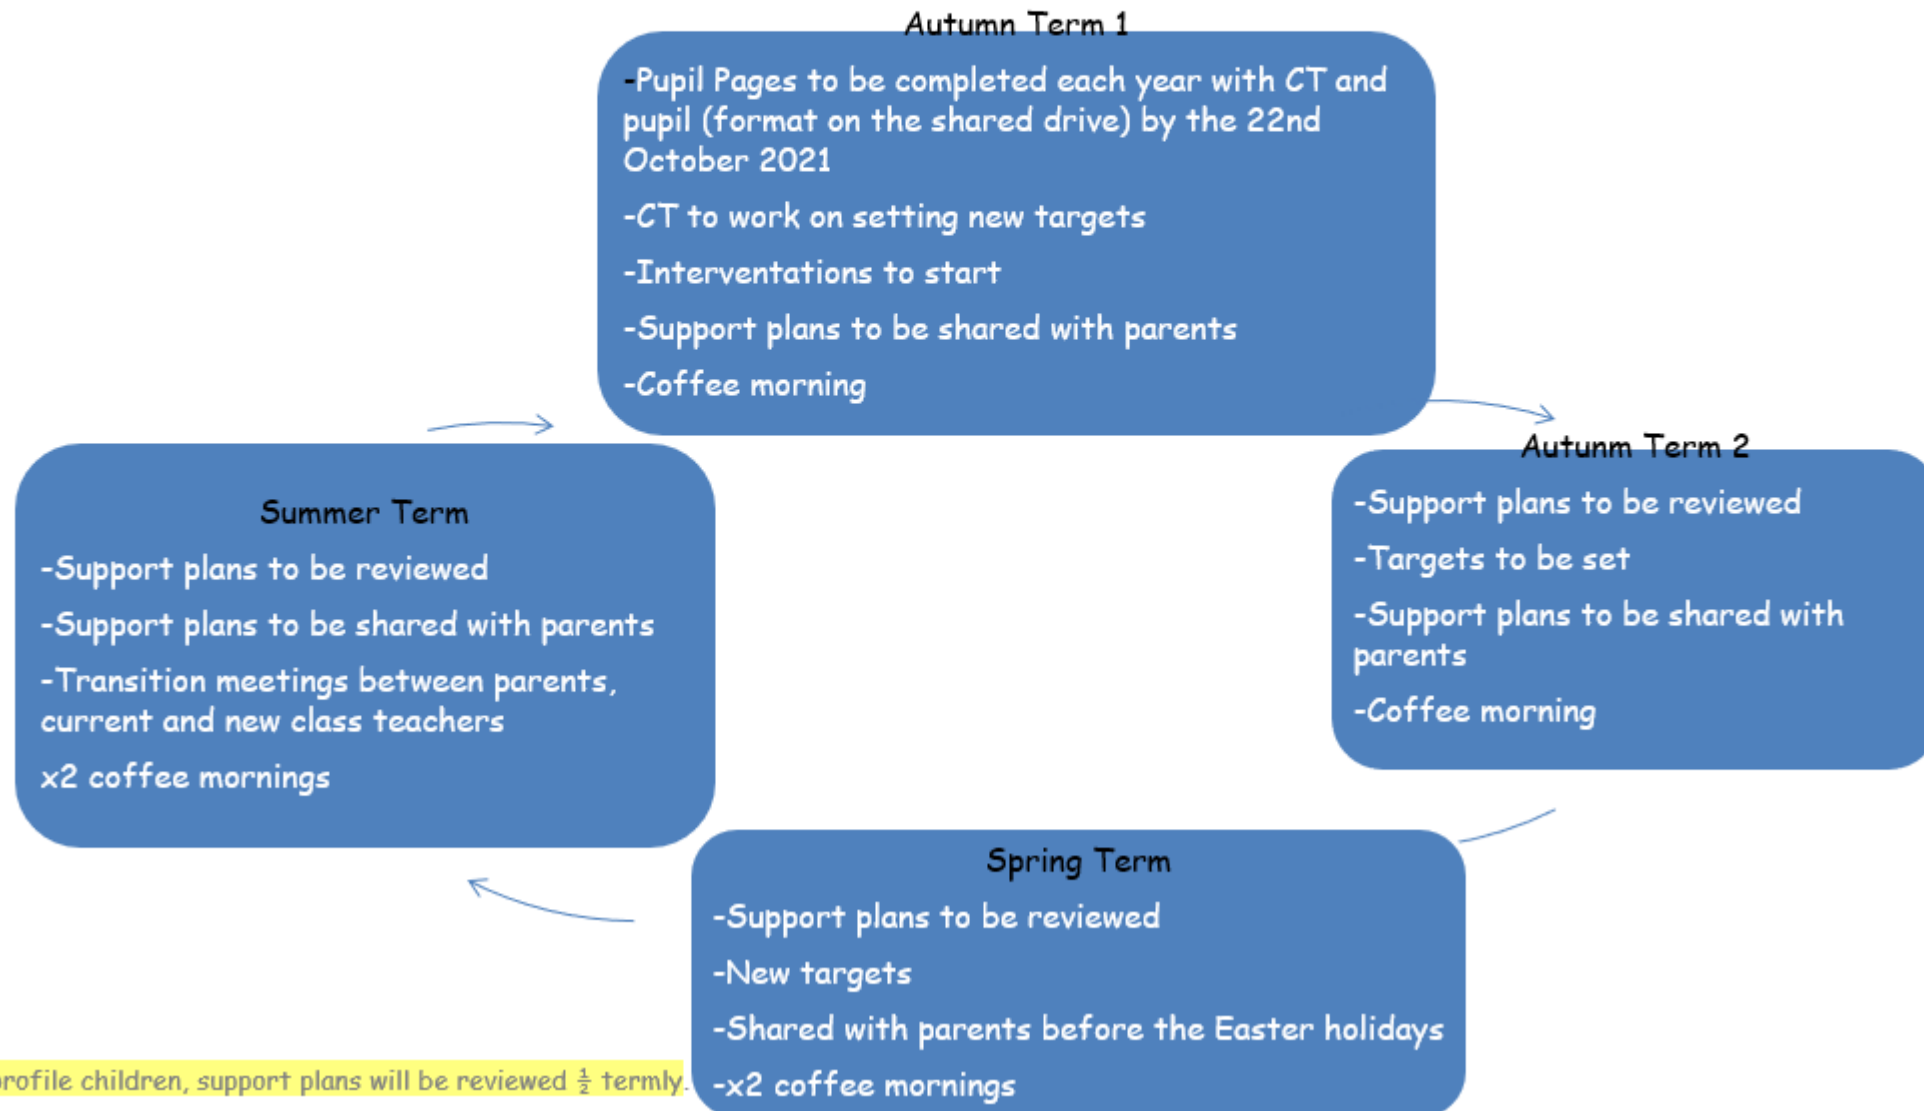 Autumn Term 1
-Pupil Pages to be completed each year with CT and
pupil (format on the shared drive) by the 22nd
October 2021
-CT to work on setting new targets
-Interventations to start
-Support plans to be shared with parents
-Coffee morning
Autunm Term 2
-Support plans to be reviewed
-Targets to be set
-Support plans to be shared with
parents
-Coffee morning
Spring Term
-Support plans to be reviewed
-New targets
-Shared with parents before the Easter holidays
-x2 coffee mornings
Summer Term
-Support plans to be reviewed
-Support plans to be shared with parents
-Transition meetings between parents,
current and new class teachers
x2 coffee mornings
profile children, support plans will be reviewed ½ termly.